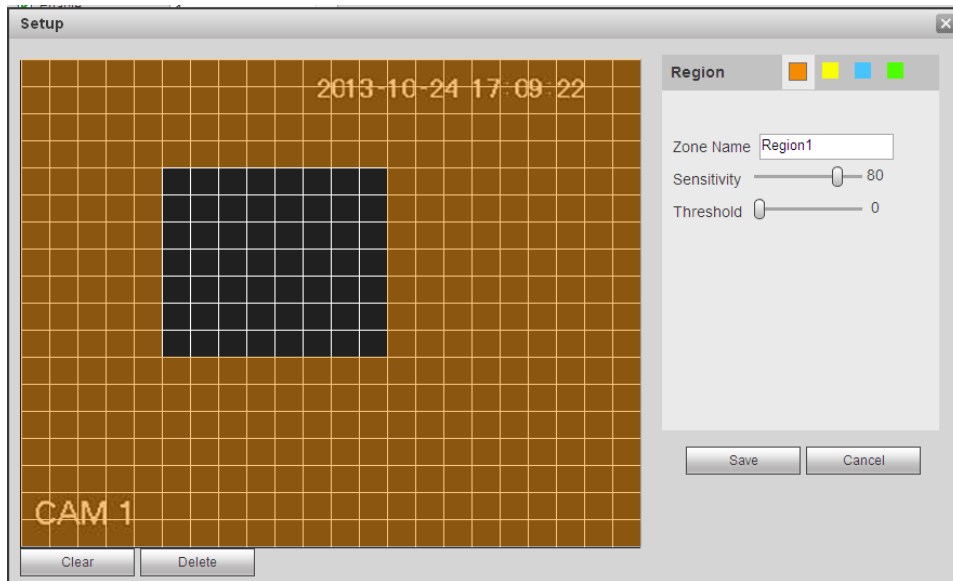 Enable
Setup
2013-10-24 17:09:22
Region
Zone Name Region1
Sensitivity 80
Threshold 0
Save Cancel
CAM 1
Clear Delete